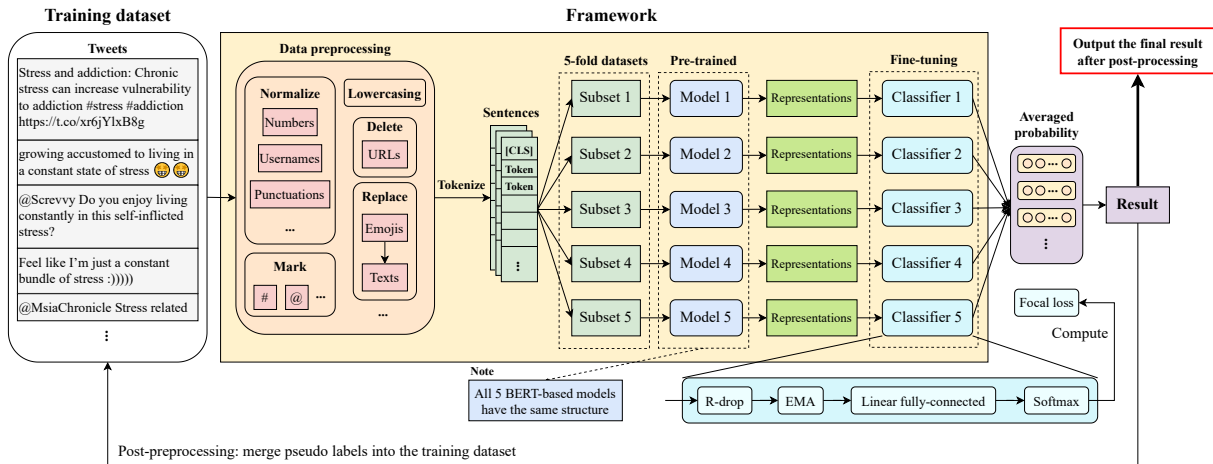 Training dataset
Framework
Tweets
Stress and addiction: Chronic
stress can increase vulnerability
to addiction #stress #addiction
https://t.co/xr6jYlxB8g
growing accustomed to living in
a constant state of stress 🤑 🤑
@Screvvy Do you enjoy living
constantly in this self-inflicted
stress?
Feel like I'm just a constant
bundle of stress :)))))
@MsiaChronicle Stress related
⋮
Data preprocessing
Normalize
Numbers
Usernames
Punctuations
...
Mark
#
@
...
Lowercasing
Delete
URLs
Replace
Emojis
Texts
...
Tokenize
Sentences
[CLS]
Token
Token
⋮
5-fold datasets
Subset 1
Subset 2
Subset 3
Subset 4
Subset 5
Pre-trained
Model 1
Model 2
Model 3
Model 4
Model 5
Representations
Representations
Representations
Representations
Representations
Fine-tuning
Classifier 1
Classifier 2
Classifier 3
Classifier 4
Classifier 5
Averaged
probability
...
...
...
⋮
Result
Output the final result
after post-processing
Focal loss
Compute
Note
All 5 BERT-based models
have the same structure
R-drop
EMA
Linear fully-connected
Softmax
Post-preprocessing: merge pseudo labels into the training dataset